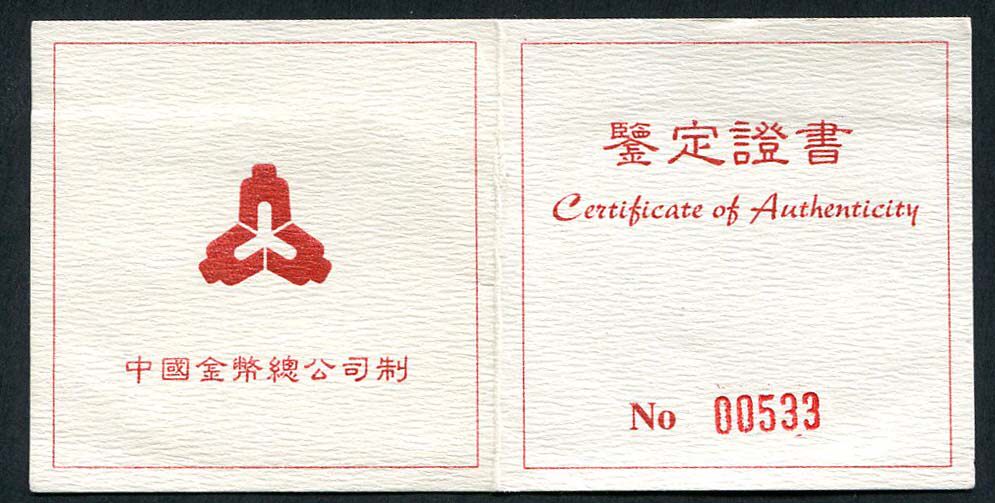 中國金幣總公司制
鑒定證書
Certificate of Authenticity
No 00533